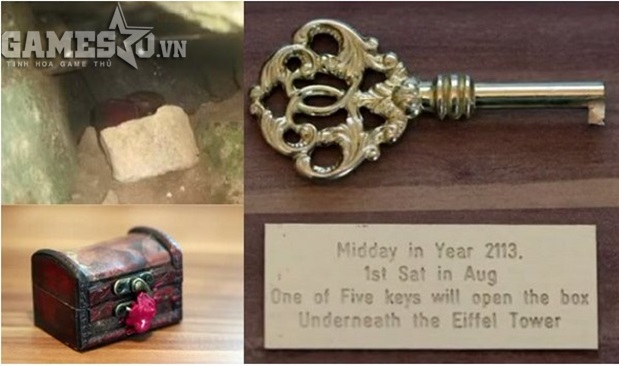 GAMESAO.VN
TINH HOA GAME THỦ
Midday in Year 2113.
1st Sat in Aug
One of Five keys will open the box
Underneath the Eiffel Tower